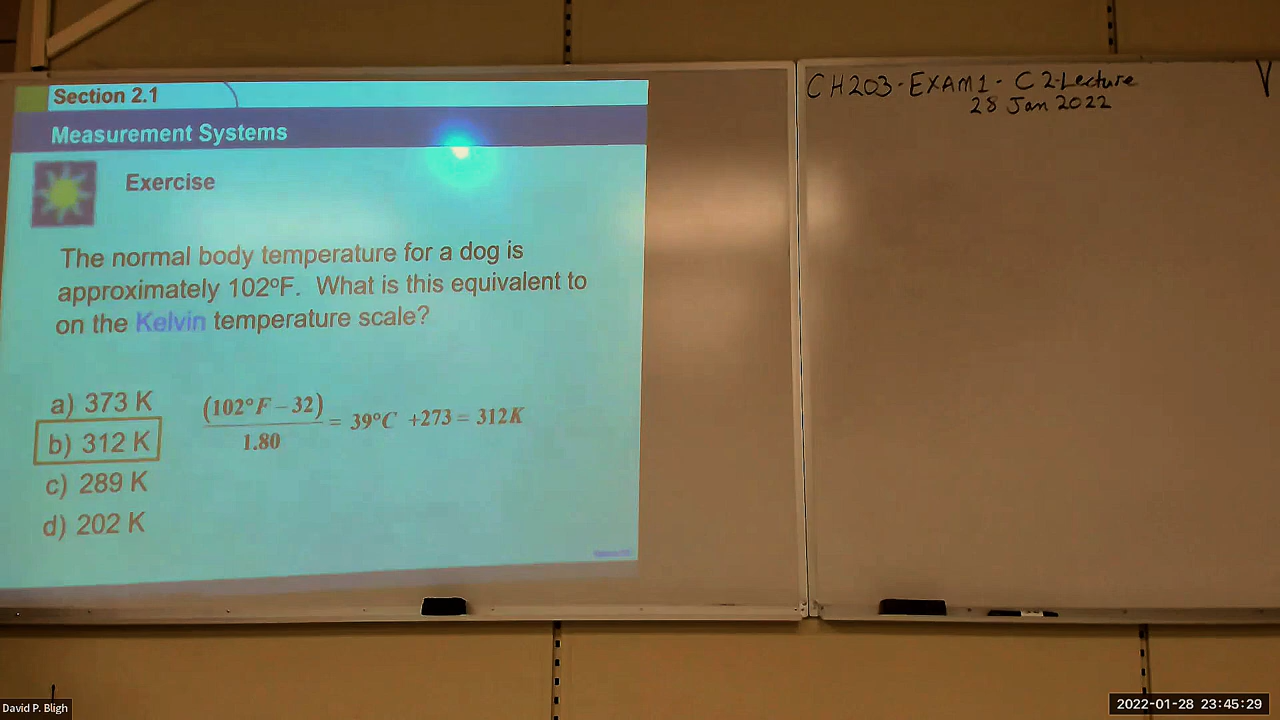 Section 2.1
Measurement Systems
Exercise
The normal body temperature for a dog is
approximately 102ºF. What is this equivalent to
on the Kelvin temperature scale?
a) 373 K
b) 312 K
c) 289 K
d) 202 K
(102°F − 32)
1.80
= 39°C +273 = 312K
CH203-EXAM1- C2-Lecture
28 Jan 2022
David P. Bligh
2022-01-28 23:45:29